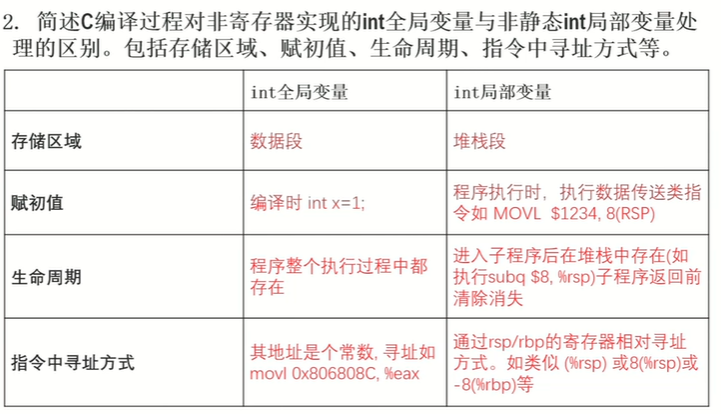 2. 简述C编译过程对非寄存器实现的int全局变量与非静态int局部变量处
理的区别。包括存储区域、赋初值、生命周期、指令中寻址方式等。
int全局变量
int局部变量
存储区域
数据段
堆栈段
赋初值
编译时 int x=1;
程序执行时，执行数据传送类指
令如 MOVL $1234, 8(RSP)
生命周期
程序整个执行过程中都
存在
进入子程序后在堆栈中存在(如
执行subq $8, %rsp)子程序返回前
清除消失
指令中寻址方式
其地址是个常数, 寻址如
movl 0x806808C, %eax
通过rsp/rbp的寄存器相对寻址
方式。如类似 (%rsp) 或8(%rsp)或
-8(%rbp)等